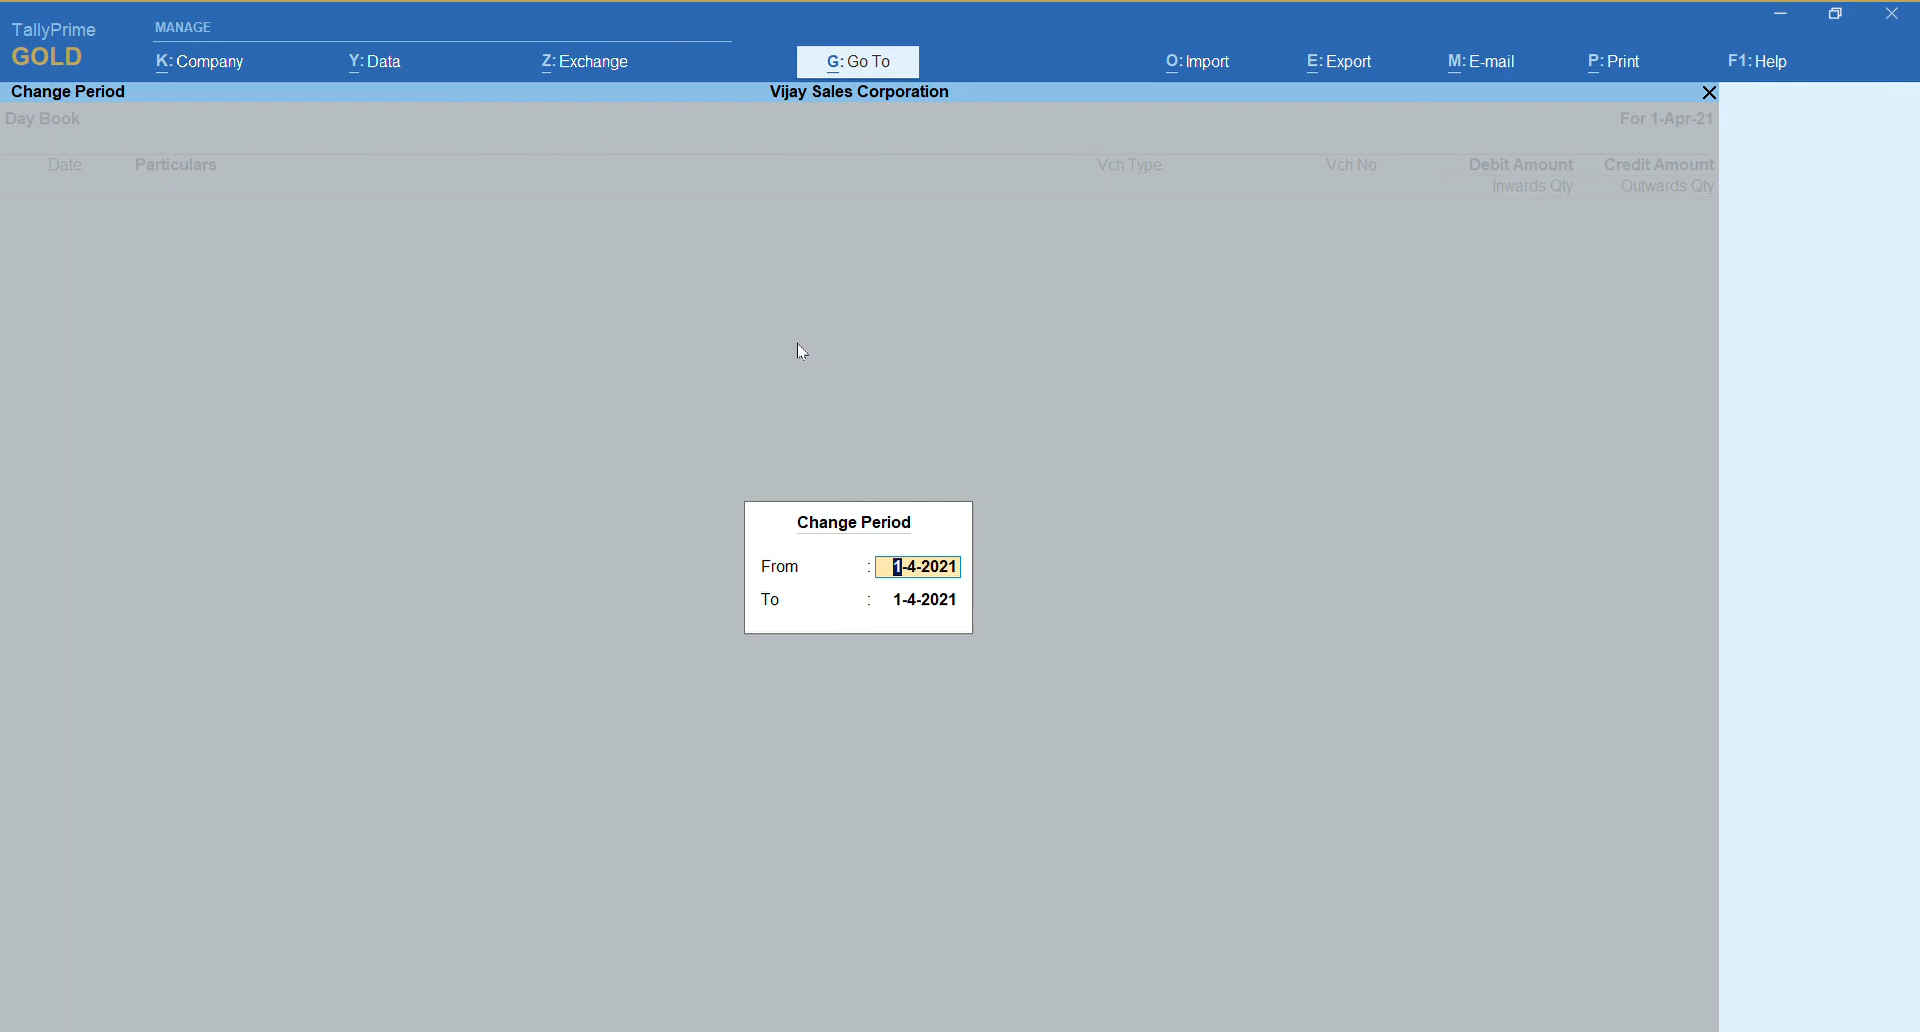 TallyPrime
GOLD
MANAGE
K: Company Y: Data Z: Exchange G: Go To O: Import E: Export M: E-mail P: Print F1: Help
Change Period Vijay Sales Corporation
Day Book For 1-Apr-21
Date Particulars Vch Type Vch No. Debit Amount Credit Amount
Inwards Qty Outwards Qty
Change Period
From : 1-4-2021
To : 1-4-2021